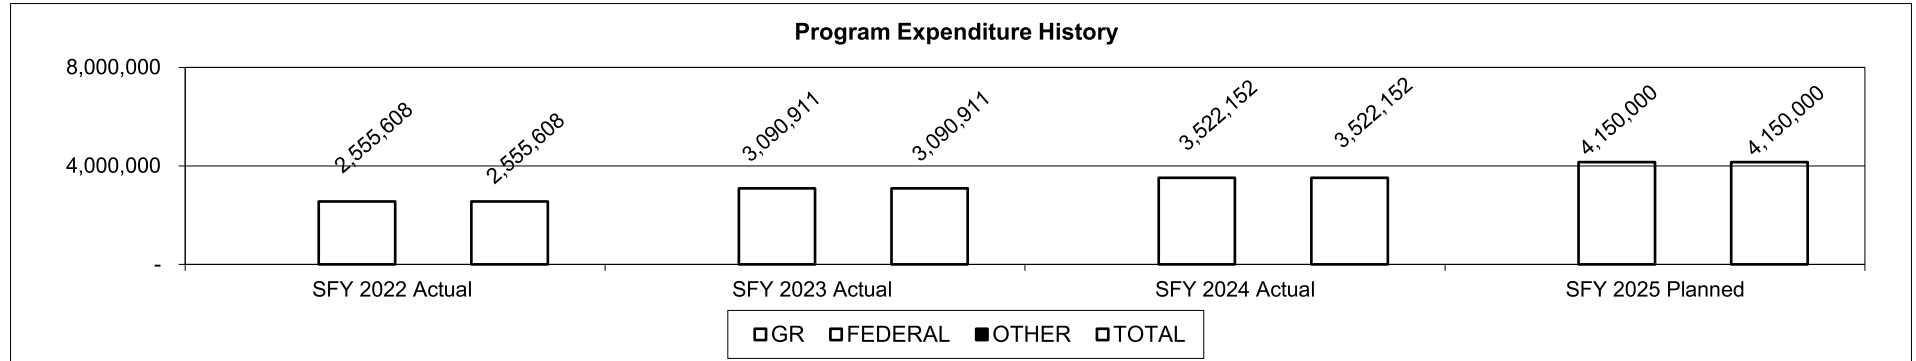 Program Expenditure History
8,000,000
4,000,000
-
2,555,608
2,555,608
3,090,911
3,090,911
3,522,152
3,522,152
4,150,000
4,150,000
SFY 2022 Actual
SFY 2023 Actual
SFY 2024 Actual
SFY 2025 Planned
GR FEDERAL OTHER TOTAL